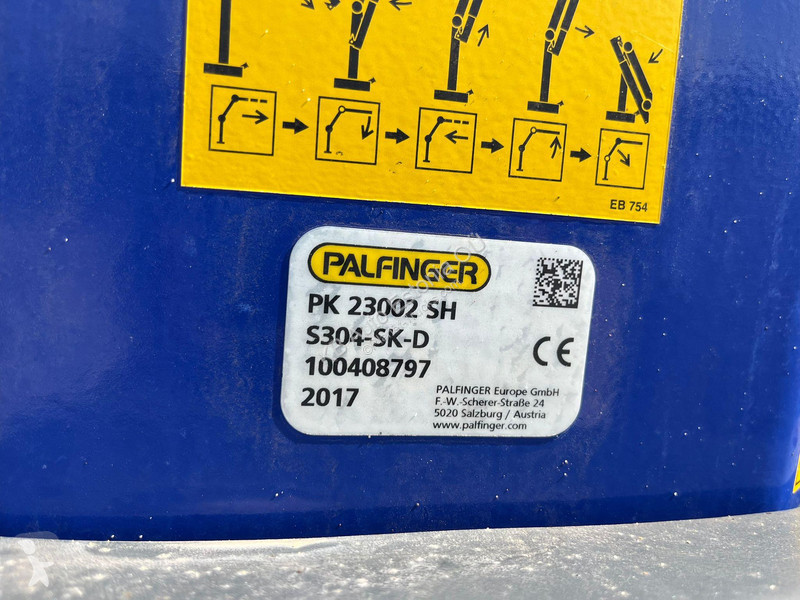 EB 754
PALFINGER
PK 23002 SH
S304-SK-D
100408797
2017
PALFINGER Europe GmbH
F.-W.-Scherer-Straße 24
5020 Salzburg / Austria
www.palfinger.com
CE